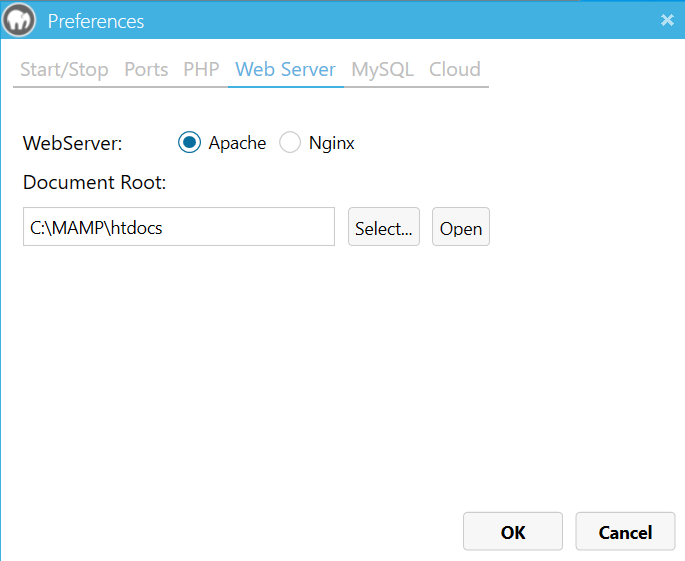 Preferences
Start/Stop Ports PHP Web Server MySQL Cloud
WebServer: Apache Nginx
Document Root:
C:\MAMP\htdocs Select... Open
OK Cancel